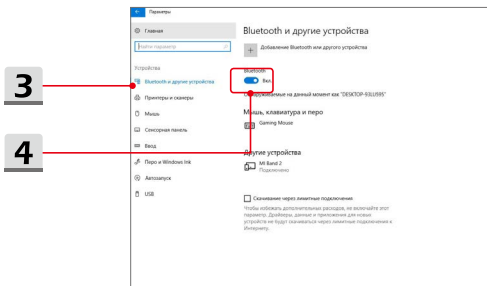 Параметры
Главная
Найти параметр
Устройства
Bluetooth и другие устройства
Принтеры и сканеры
Мышь
Сенсорная панель
Ввод
Перо и Windows Ink
Автозапуск
USB
3
4
Bluetooth и другие устройства
Добавление Bluetooth или другого устройства
Bluetooth
Вкл.
на данный момент как
Мышь, клавиатура и перо
Gaming Mouse
Другие устройства
MI Band 2
Подключено
Скачивание через лимитные подключения
Чтобы избежать дополнительных расходов, не включайте этот
параметр. Драйверы, данные и приложения для новых
устройств не будут скачиваться через лимитные подключения к
Интернету.